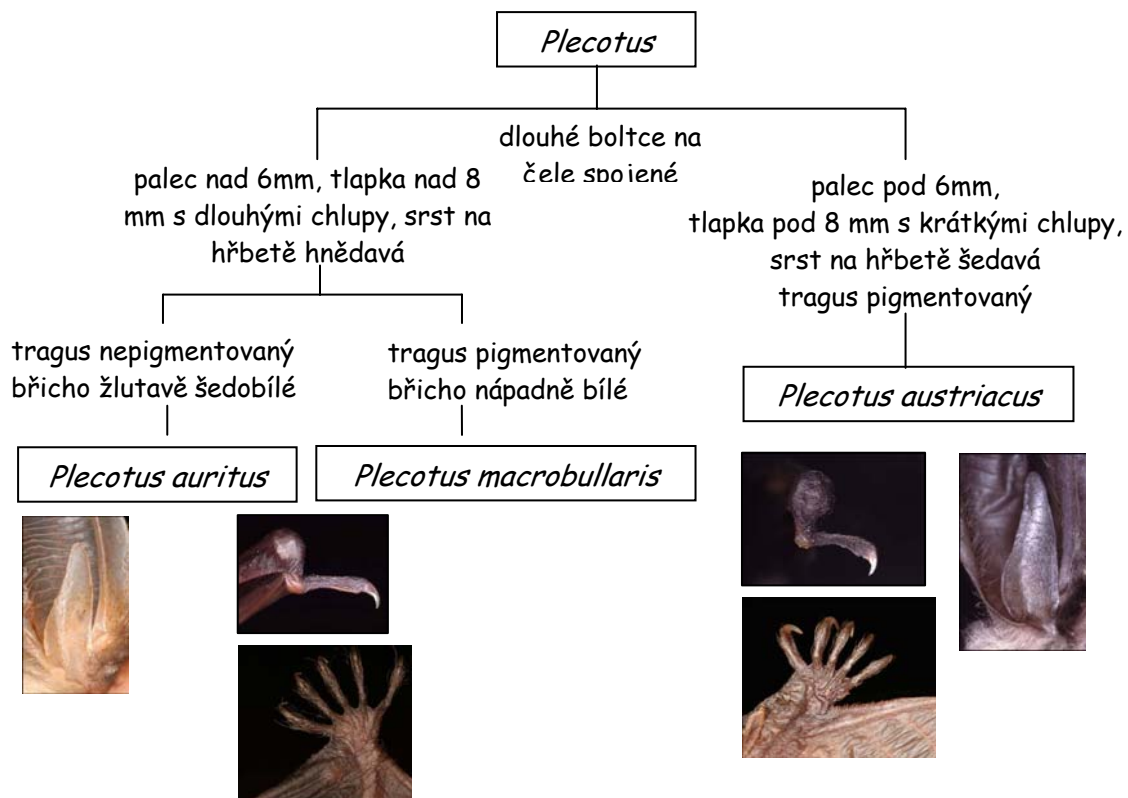 Plecotus
dlouhé boltce na
čele spojené
palec nad 6mm, tlapka nad 8
mm s dlouhými chlupy, srst na
hřbetě hnědavá
palec pod 6mm,
tlapka pod 8 mm s krátkými chlupy,
srst na hřbetě šedavá
tragus pigmentovaný
tragus nepigmentovaný
břicho žlutavě šedobílé
tragus pigmentovaný
břicho nápadně bílé
Plecotus austriacus
Plecotus auritus
Plecotus macrobullaris